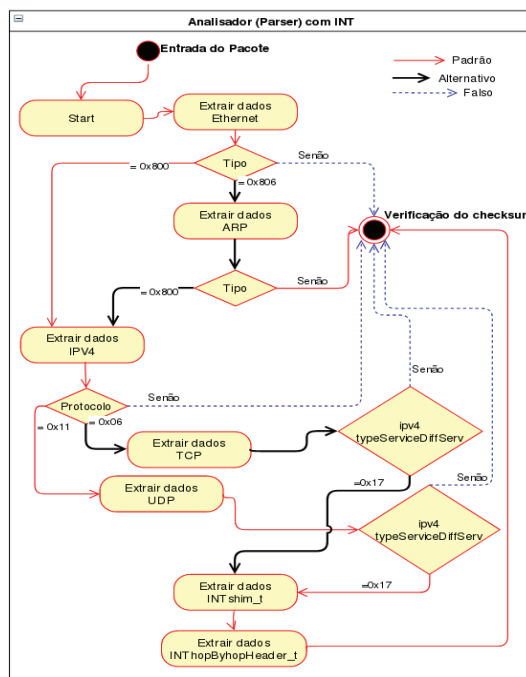 Analisador (Parser) com INT
Entrada do Pacote
Padrão
Alternativo
Falso
Start
Extrair dados
Ethernet
= 0x800
Tipo
Senão
= 0x806
Extrair dados
ARP
Verificação do checksum
Tipo
Senão
= 0x800
Extrair dados
IPV4
Protocolo
Senão
Senão
= 0x11
= 0x06
Extrair dados
TCP
ipv4
typeServiceDiffServ
Extrair dados
UDP
=0x17
Senão
ipv4
typeServiceDiffServ
=0x17
Extrair dados
INTshim_t
Extrair dados
INThopByhopHeader_t